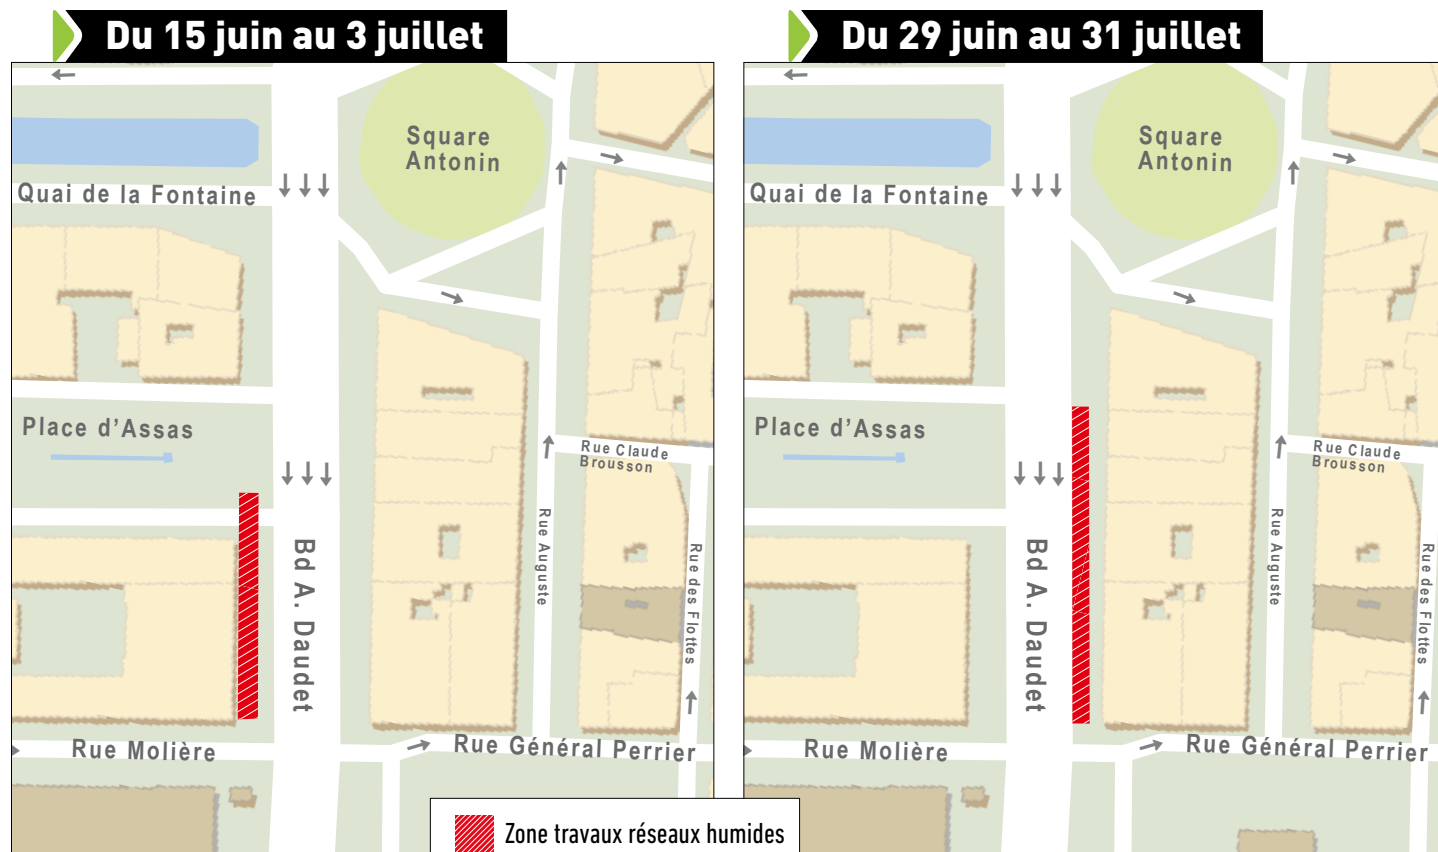 Du 15 juin au 3 juillet
Square
Antonin
Quai de la Fontaine
Place d'Assas
Rue Claude
Brousson
Rue Auguste
Rue des Flottes
Bd A. Daudet
Rue Molière
Rue Général Perrier
Du 29 juin au 31 juillet
Square
Antonin
Quai de la Fontaine
Place d'Assas
Rue Claude
Brousson
Rue Auguste
Rue des Flottes
Bd A. Daudet
Rue Molière
Rue Général Perrier
Zone travaux réseaux humides